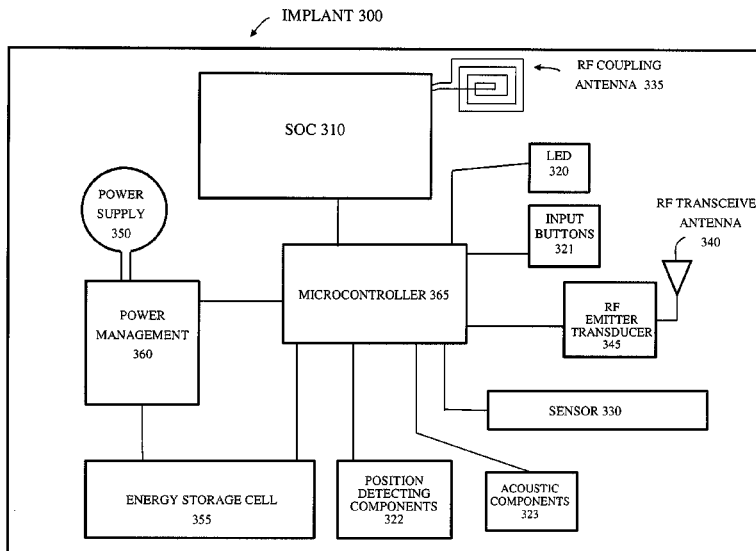 IMPLANT 300
RF COUPLING
ANTENNA 335
SOC 310
LED
320
POWER
SUPPLY
350
INPUT
BUTTONS
321
RF TRANSCEIVE
ANTENNA
340
MICROCONTROLLER 365
POWER
MANAGEMENT
360
RF
EMITTER
TRANSDUCER
345
SENSOR 330
ENERGY STORAGE CELL
355
POSITION
DETECTING
COMPONENTS
322
ACOUSTIC
COMPONENTS
323